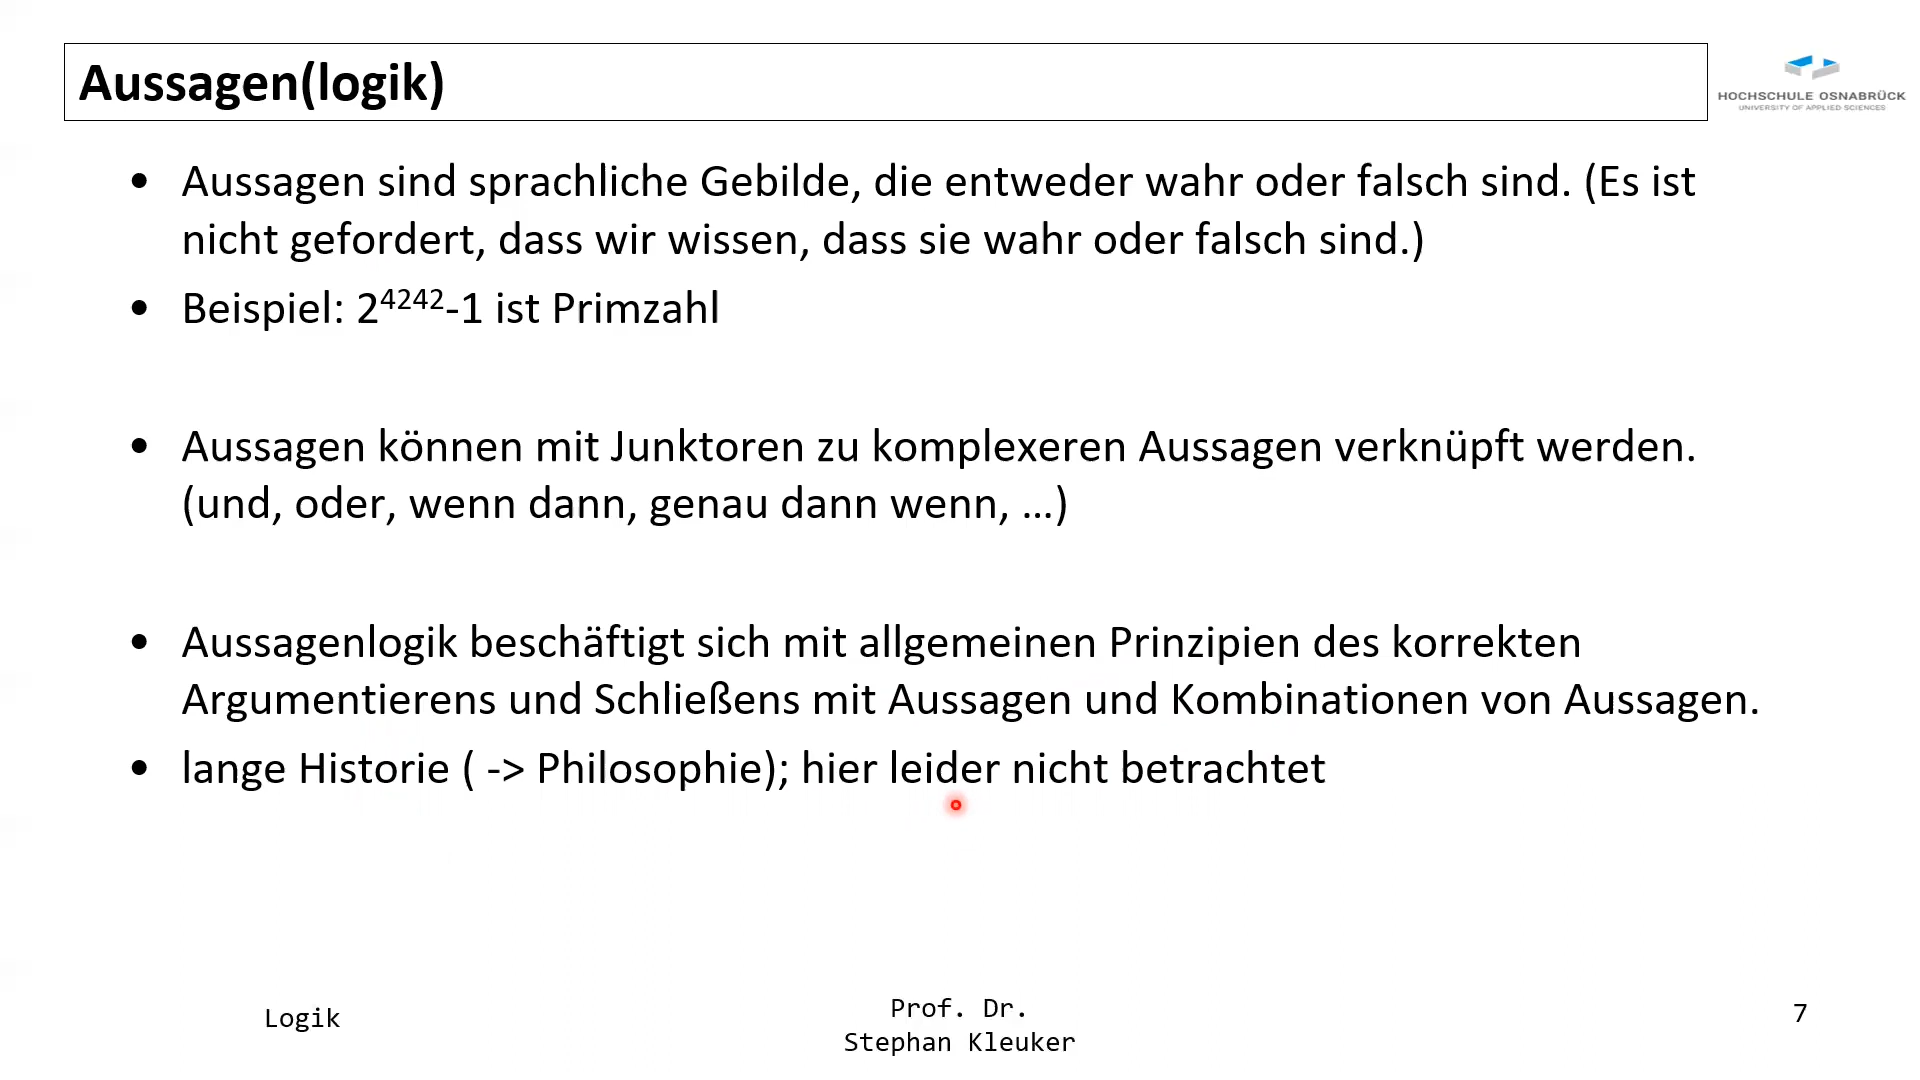 Aussagen(logik)
HOCHSCHULE OSNABRÜCK
UNIVERSITY OF APPLIED SCIENCES
• Aussagen sind sprachliche Gebilde, die entweder wahr oder falsch sind. (Es ist
nicht gefordert, dass wir wissen, dass sie wahr oder falsch sind.)
• Beispiel: 2⁴²⁴²-1 ist Primzahl
• Aussagen können mit Junktoren zu komplexeren Aussagen verknüpft werden.
(und, oder, wenn dann, genau dann wenn, …)
• Aussagenlogik beschäftigt sich mit allgemeinen Prinzipien des korrekten
Argumentierens und Schließens mit Aussagen und Kombinationen von Aussagen.
• lange Historie ( -> Philosophie); hier leider nicht betrachtet
Logik
Prof. Dr.
Stephan Kleuker
7